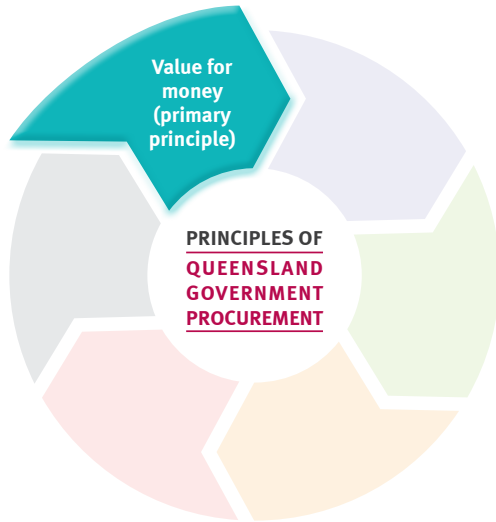 Value for
money
(primary
principle)
PRINCIPLES OF
QUEENSLAND
GOVERNMENT
PROCUREMENT